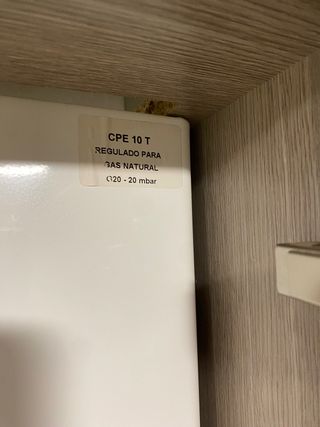 CPE 10 T
REGULADO PARA
GAS NATURAL
G20 - 20 mbar